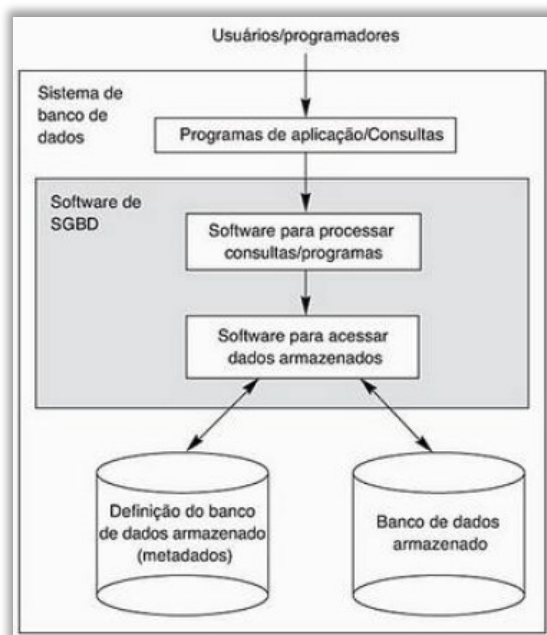 Usuários/programadores
Sistema de
banco de
dados
Programas de aplicação/Consultas
Software de
SGBD
Software para processar
consultas/programas
Software para acessar
dados armazenados
Definição do banco
de dados armazenado
(metadados)
Banco de dados
armazenado